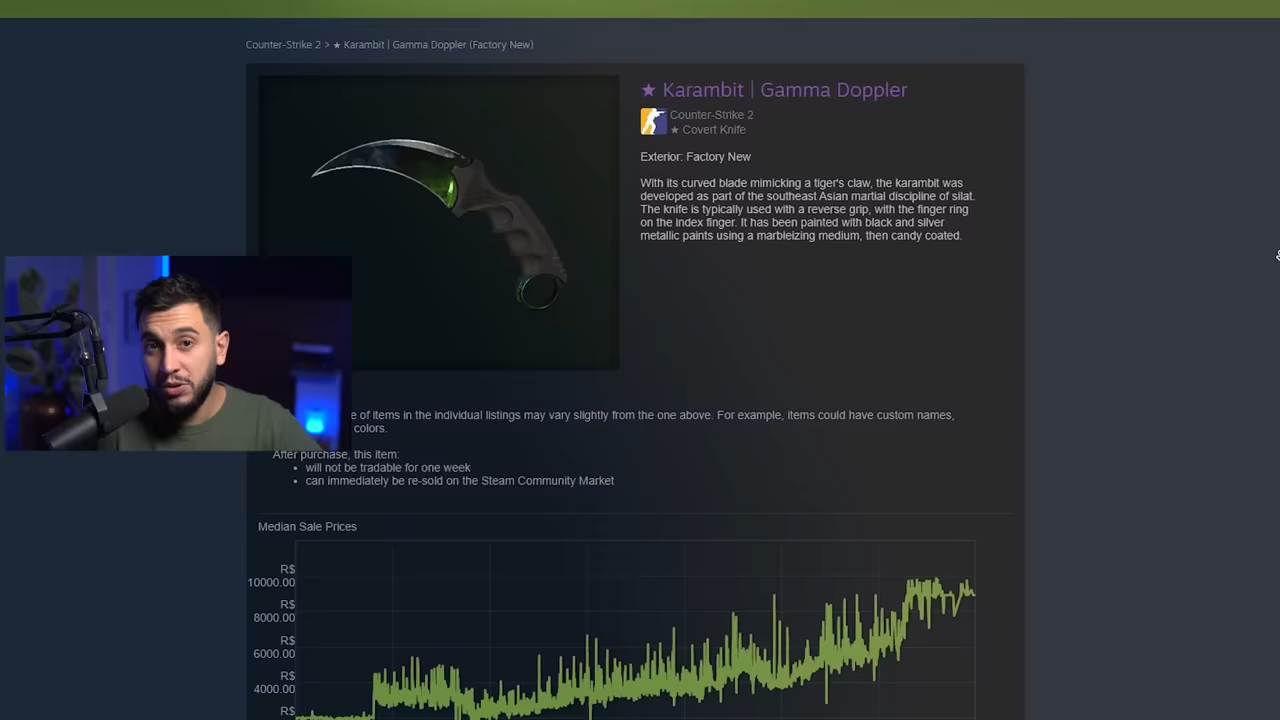 Counter-Strike 2 > ★ Karambit | Gamma Doppler (Factory New)
★ Karambit | Gamma Doppler
Counter-Strike 2
★ Covert Knife
Exterior: Factory New
With its curved blade mimicking a tiger's claw, the karambit was
developed as part of the southeast Asian martial discipline of silat.
The knife is typically used with a reverse grip, with the finger ring
on the index finger. It has been painted with black and silver
metallic paints using a marbleizing medium, then candy coated.
e of items in the individual listings may vary slightly from the one above. For example, items could have custom names,
colors.
After purchase, this item:
• will not be tradable for one week
• can immediately be re-sold on the Steam Community Market
Median Sale Prices
R$
10000.00
R$
8000.00
R$
6000.00
R$
4000.00
R$